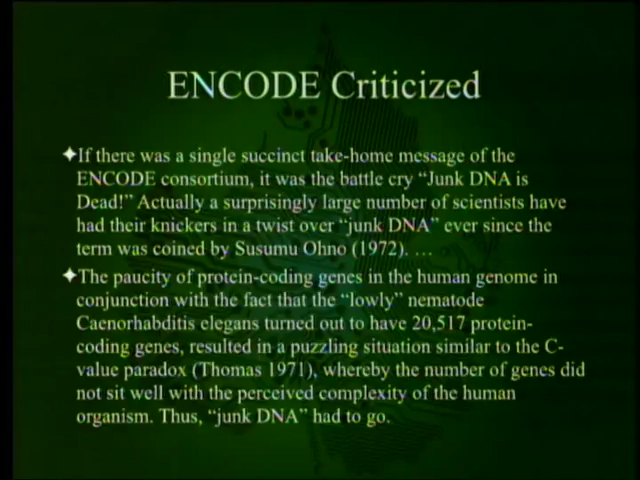 ENCODE Criticized
✦If there was a single succinct take-home message of the
ENCODE consortium, it was the battle cry “Junk DNA is
Dead!” Actually a surprisingly large number of scientists have
had their knickers in a twist over “junk DNA” ever since the
term was coined by Susumu Ohno (1972). …
✦The paucity of protein-coding genes in the human genome in
conjunction with the fact that the “lowly” nematode
Caenorhabditis elegans turned out to have 20,517 protein-
coding genes, resulted in a puzzling situation similar to the C-
value paradox (Thomas 1971), whereby the number of genes did
not sit well with the perceived complexity of the human
organism. Thus, “junk DNA” had to go.